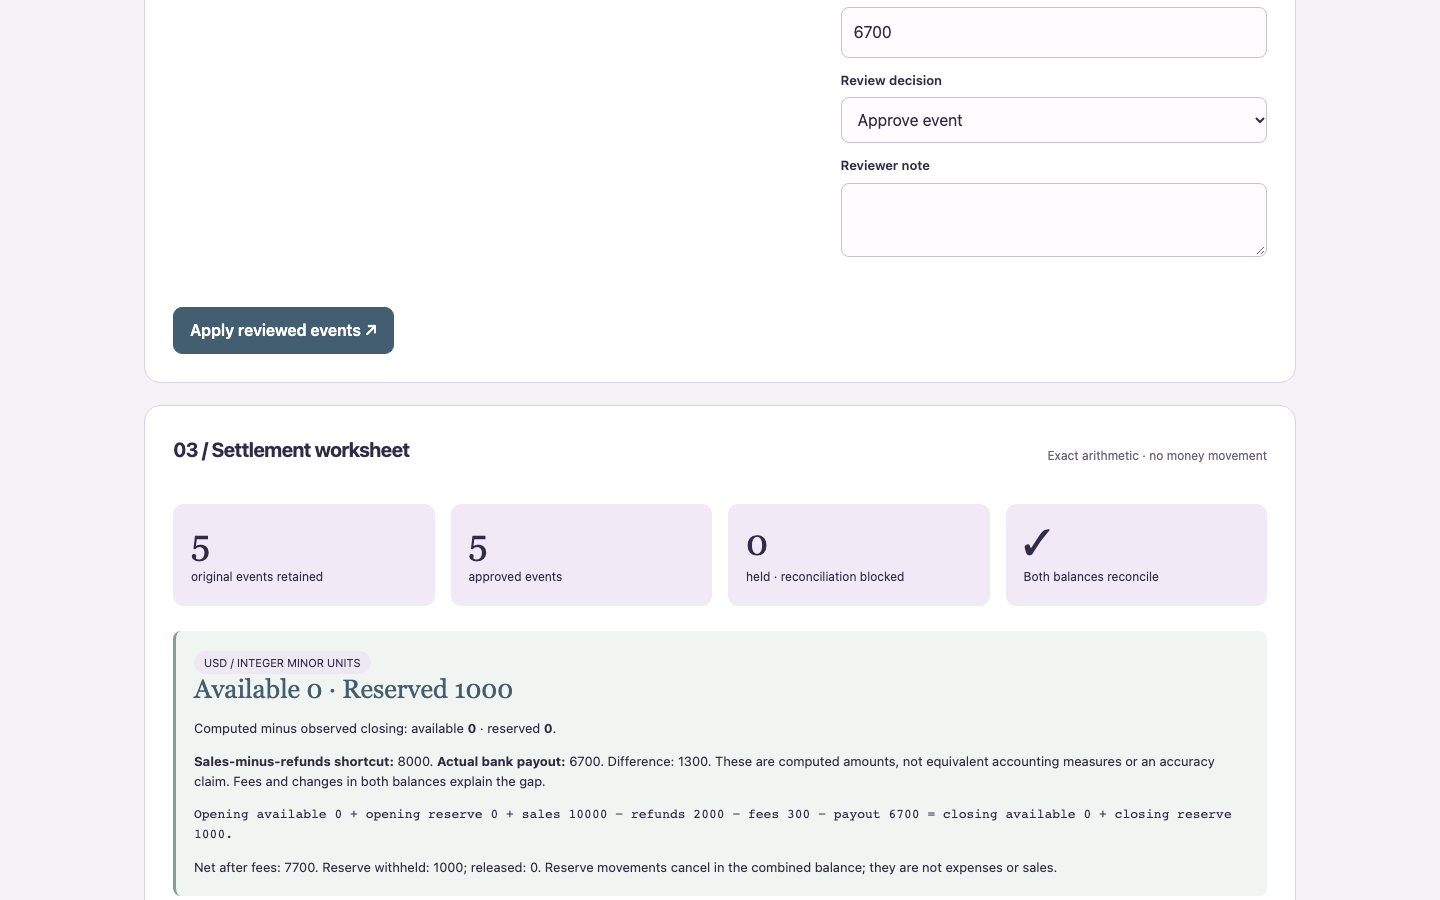 6700
Review decision
Approve event
Reviewer note
Apply reviewed events ↗
03 / Settlement worksheet
Exact arithmetic · no money movement
5
original events retained
5
approved events
0
held · reconciliation blocked
✓
Both balances reconcile
USD / INTEGER MINOR UNITS
Available 0 · Reserved 1000
Computed minus observed closing: available 0 · reserved 0.
Sales-minus-refunds shortcut: 8000. Actual bank payout: 6700. Difference: 1300. These are computed amounts, not equivalent accounting measures or an accuracy
claim. Fees and changes in both balances explain the gap.
Opening available 0 + opening reserve 0 + sales 10000 − refunds 2000 − fees 300 − payout 6700 = closing available 0 + closing reserve
1000.
Net after fees: 7700. Reserve withheld: 1000; released: 0. Reserve movements cancel in the combined balance; they are not expenses or sales.